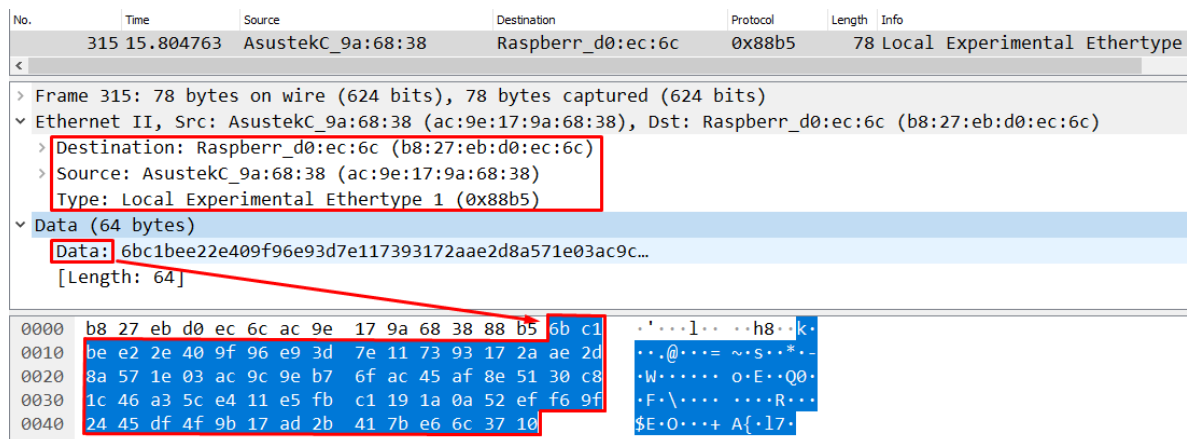 No. Time Source Destination Protocol Length Info
315 15.804763 AsustekC_9a:68:38 Raspberr_d0:ec:6c 0x88b5 78 Local Experimental Ethertype
<
> Frame 315: 78 bytes on wire (624 bits), 78 bytes captured (624 bits)
˅ Ethernet II, Src: AsustekC_9a:68:38 (ac:9e:17:9a:68:38), Dst: Raspberr_d0:ec:6c (b8:27:eb:d0:ec:6c)
> Destination: Raspberr_d0:ec:6c (b8:27:eb:d0:ec:6c)
> Source: AsustekC_9a:68:38 (ac:9e:17:9a:68:38)
Type: Local Experimental Ethertype 1 (0x88b5)
˅ Data (64 bytes)
Data: 6bc1bee22e409f96e93d7e117393172aae2d8a571e03ac9c…
[Length: 64]
0000 b8 27 eb d0 ec 6c ac 9e 17 9a 68 38 88 b5 6b c1 ·'···l·· ··h8··k·
0010 be e2 2e 40 9f 96 e9 3d 7e 11 73 93 17 2a ae 2d ··.@···= ~·s··*·-
0020 8a 57 1e 03 ac 9c 9e b7 6f ac 45 af 8e 51 30 c8 ·W······ o·E··Q0·
0030 1c 46 a3 5c e4 11 e5 fb c1 19 1a 0a 52 ef f6 9f ·F·\···· ····R···
0040 24 45 df 4f 9b 17 ad 2b 41 7b e6 6c 37 10 $E·O···+ A{·l7·